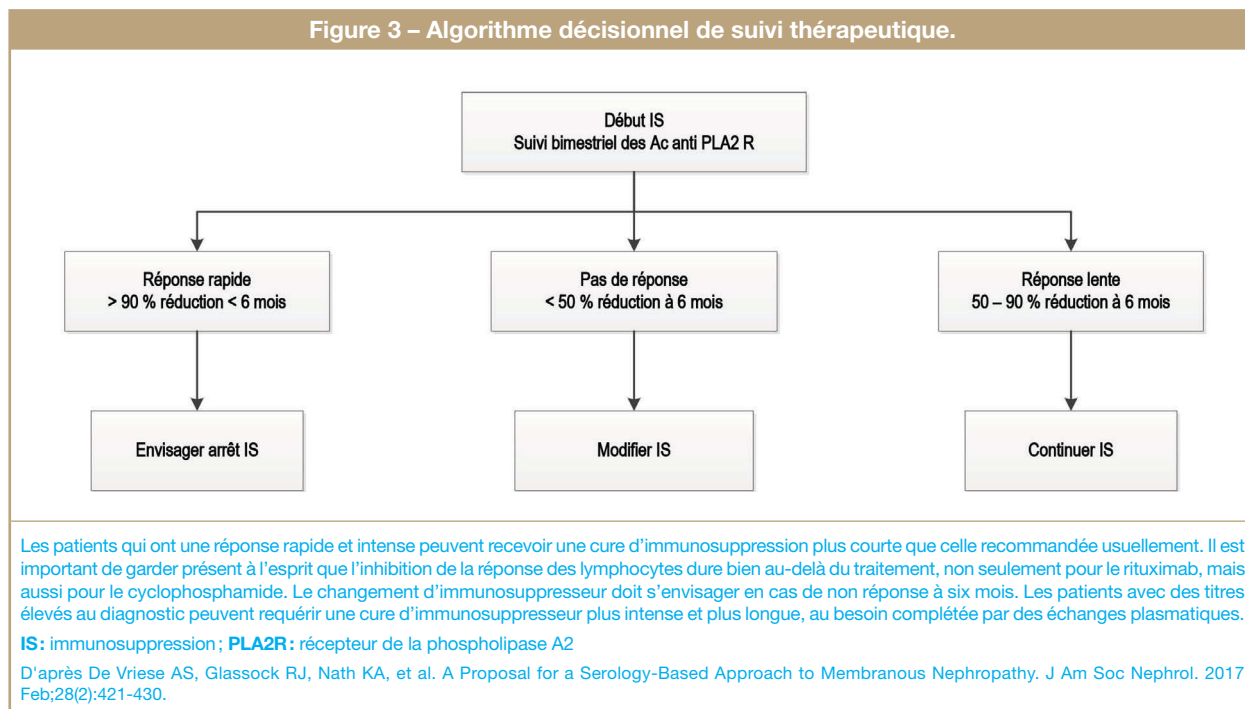 Figure 3 – Algorithme décisionnel de suivi thérapeutique.
Début IS
Suivi bimestriel des Ac anti PLA2 R
Réponse rapide
> 90 % réduction < 6 mois
Pas de réponse
< 50 % réduction à 6 mois
Réponse lente
50 – 90 % réduction à 6 mois
Envisager arrêt IS
Modifier IS
Continuer IS
Les patients qui ont une réponse rapide et intense peuvent recevoir une cure d'immunosuppression plus courte que celle recommandée usuellement. Il est
important de garder présent à l'esprit que l'inhibition de la réponse des lymphocytes dure bien au-delà du traitement, non seulement pour le rituximab, mais
aussi pour le cyclophosphamide. Le changement d'immunosuppresseur doit s'envisager en cas de non réponse à six mois. Les patients avec des titres
élevés au diagnostic peuvent requérir une cure d'immunosuppresseur plus intense et plus longue, au besoin complétée par des échanges plasmatiques.
IS : immunosuppression ; PLA2R : récepteur de la phospholipase A2
D'après De Vriese AS, Glassock RJ, Nath KA, et al. A Proposal for a Serology-Based Approach to Membranous Nephropathy. J Am Soc Nephrol. 2017
Feb;28(2):421-430.